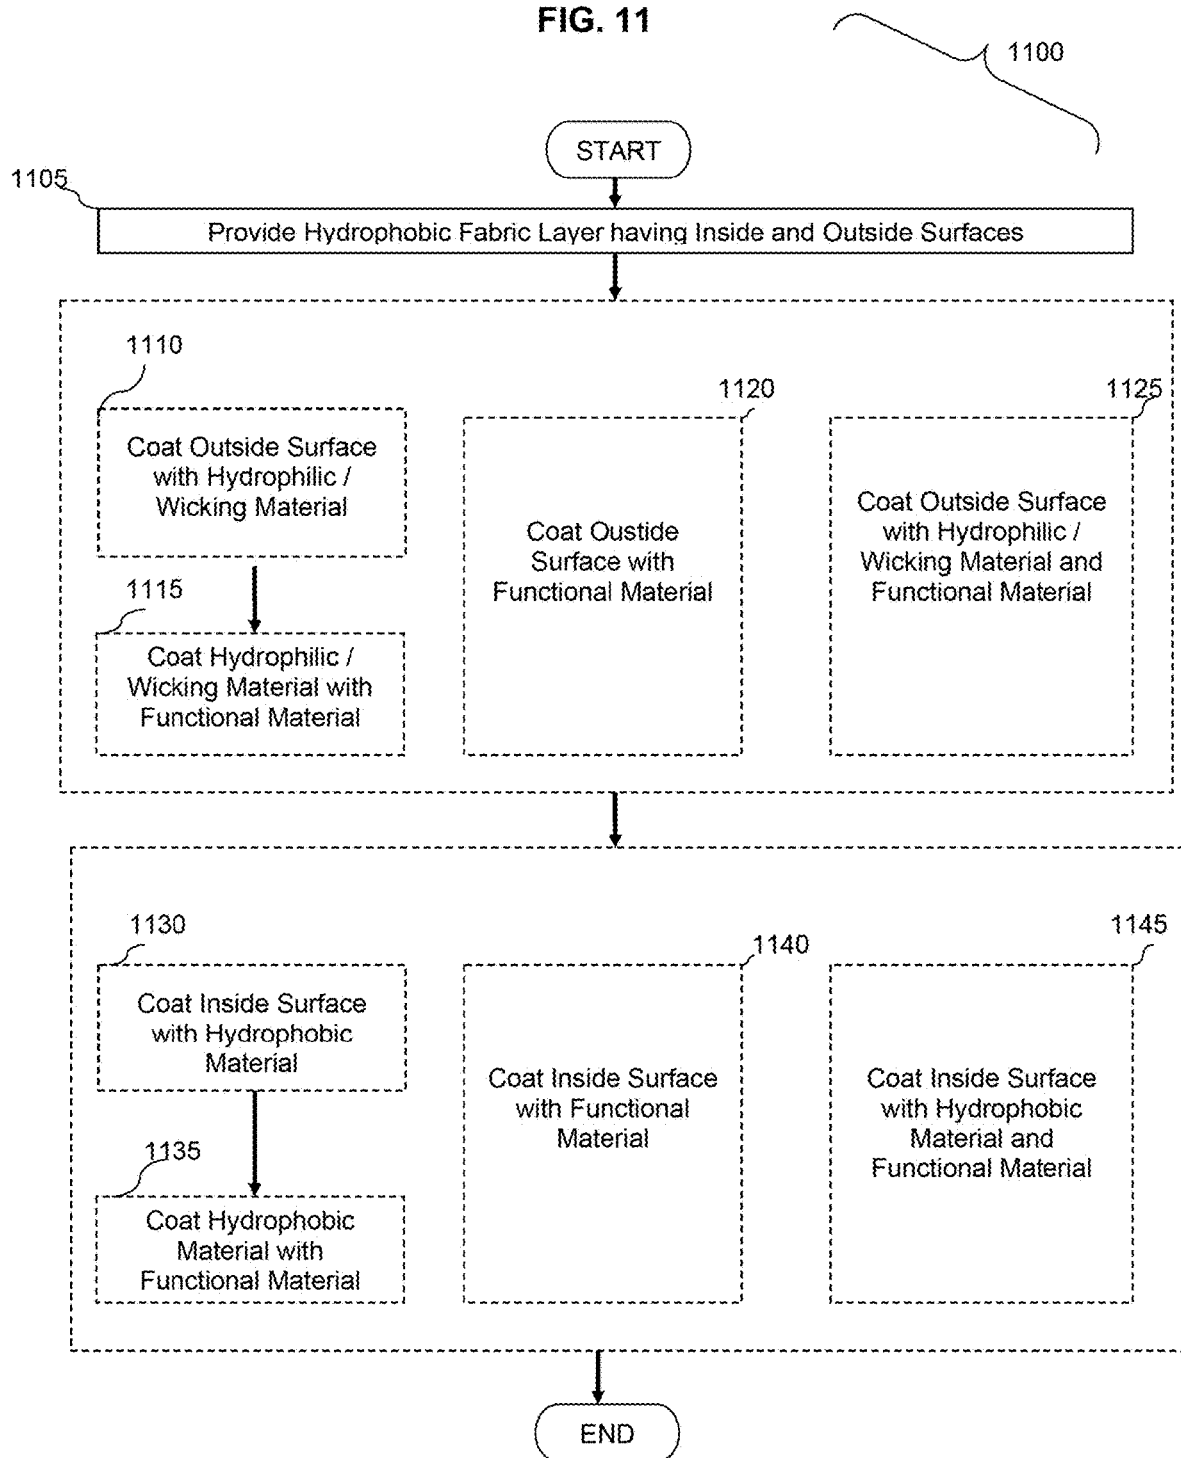 FIG. 11
1100
START
1105
Provide Hydrophobic Fabric Layer having Inside and Outside Surfaces
1110
Coat Outside Surface
with Hydrophilic /
Wicking Material
1115
Coat Hydrophilic /
Wicking Material with
Functional Material
1120
Coat Oustide
Surface with
Functional Material
1125
Coat Outside Surface
with Hydrophilic /
Wicking Material and
Functional Material
1130
Coat Inside Surface
with Hydrophobic
Material
1135
Coat Hydrophobic
Material with
Functional Material
1140
Coat Inside Surface
with Functional
Material
1145
Coat Inside Surface
with Hydrophobic
Material and
Functional Material
END